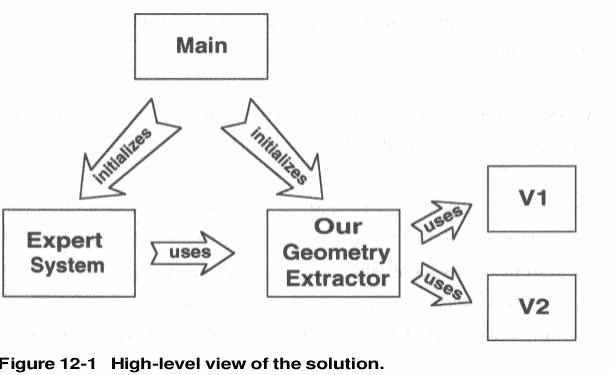 Main
initializes
initializes
Expert
System
uses
Our
Geometry
Extractor
uses
V1
uses
V2
Figure 12-1 High-level view of the solution.